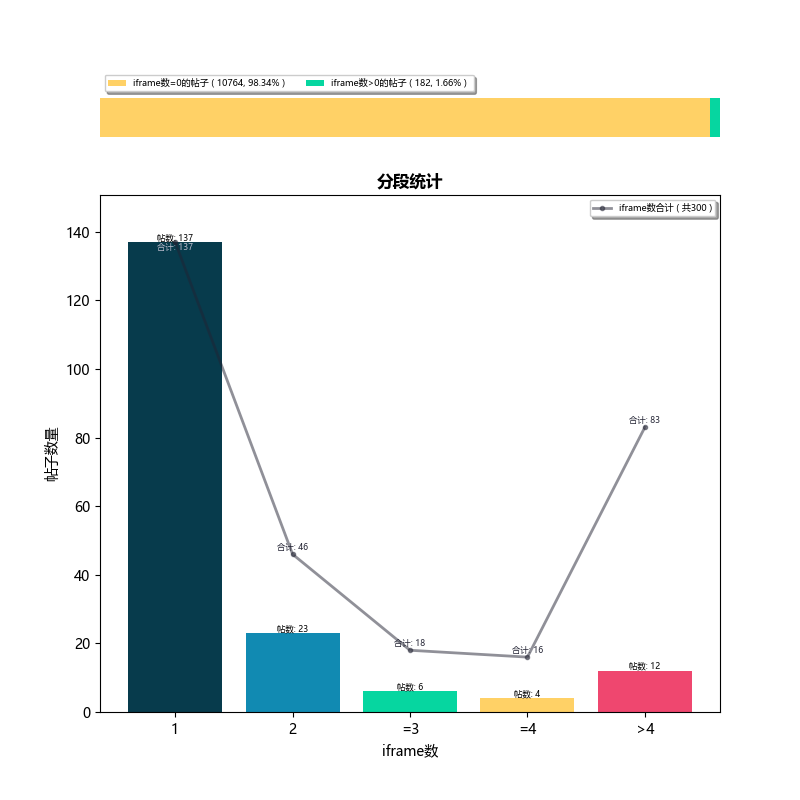 iframe数=0的帖子 ( 10764, 98.34% )
iframe数>0的帖子 ( 182, 1.66% )
分段统计
iframe数合计 ( 共300 )
帖子数量
140
120
100
80
60
40
20
0
帖数: 137
合计: 137
合计: 46
帖数: 23
合计: 18
帖数: 6
合计: 16
帖数: 4
合计: 83
帖数: 12
1
2
=3
=4
>4
iframe数